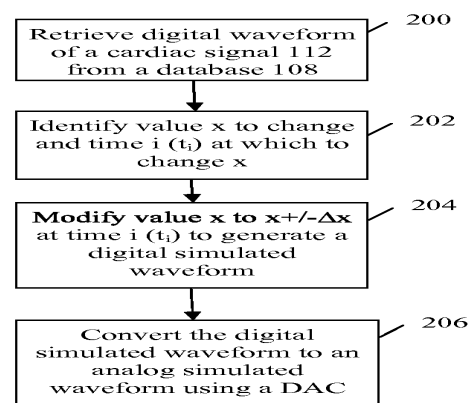 200
Retrieve digital waveform
of a cardiac signal 112
from a database 108
202
Identify value x to change
and time i (tᵢ) at which to
change x
204
Modify value x to x+/-Δx
at time i (tᵢ) to generate a
digital simulated
waveform
206
Convert the digital
simulated waveform to an
analog simulated
waveform using a DAC